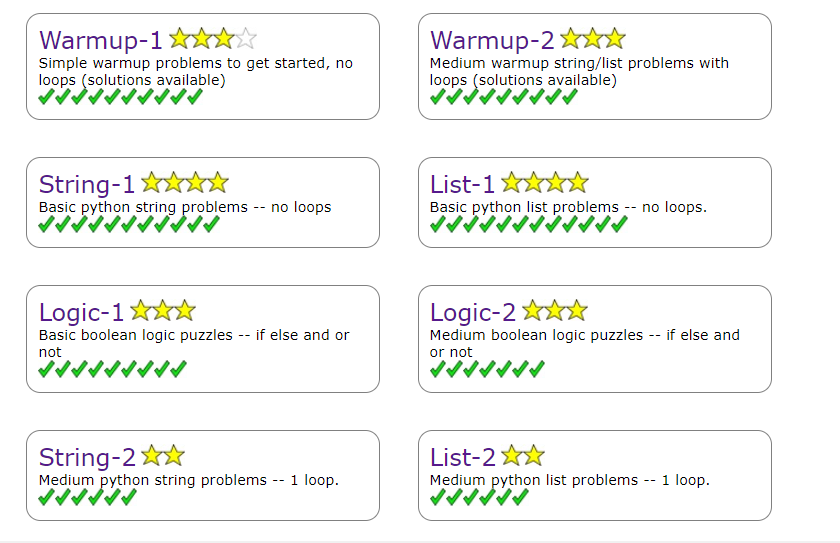 Warmup-1
Simple warmup problems to get started, no
loops (solutions available)
Warmup-2
Medium warmup string/list problems with
loops (solutions available)
String-1
Basic python string problems -- no loops
List-1
Basic python list problems -- no loops.
Logic-1
Basic boolean logic puzzles -- if else and or
not
Logic-2
Medium boolean logic puzzles -- if else and
or not
String-2
Medium python string problems -- 1 loop.
List-2
Medium python list problems -- 1 loop.